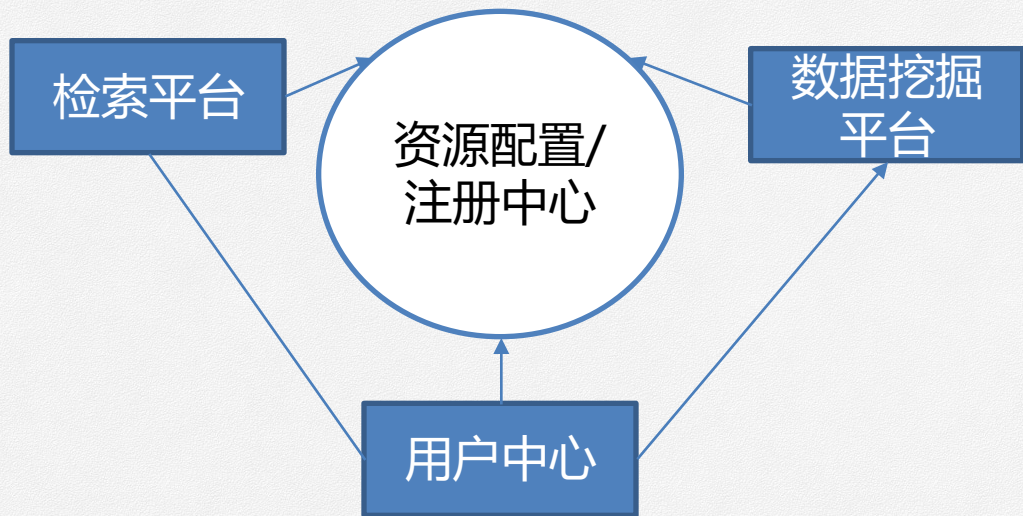 检索平台
资源配置/
注册中心
数据挖掘
平台
用户中心